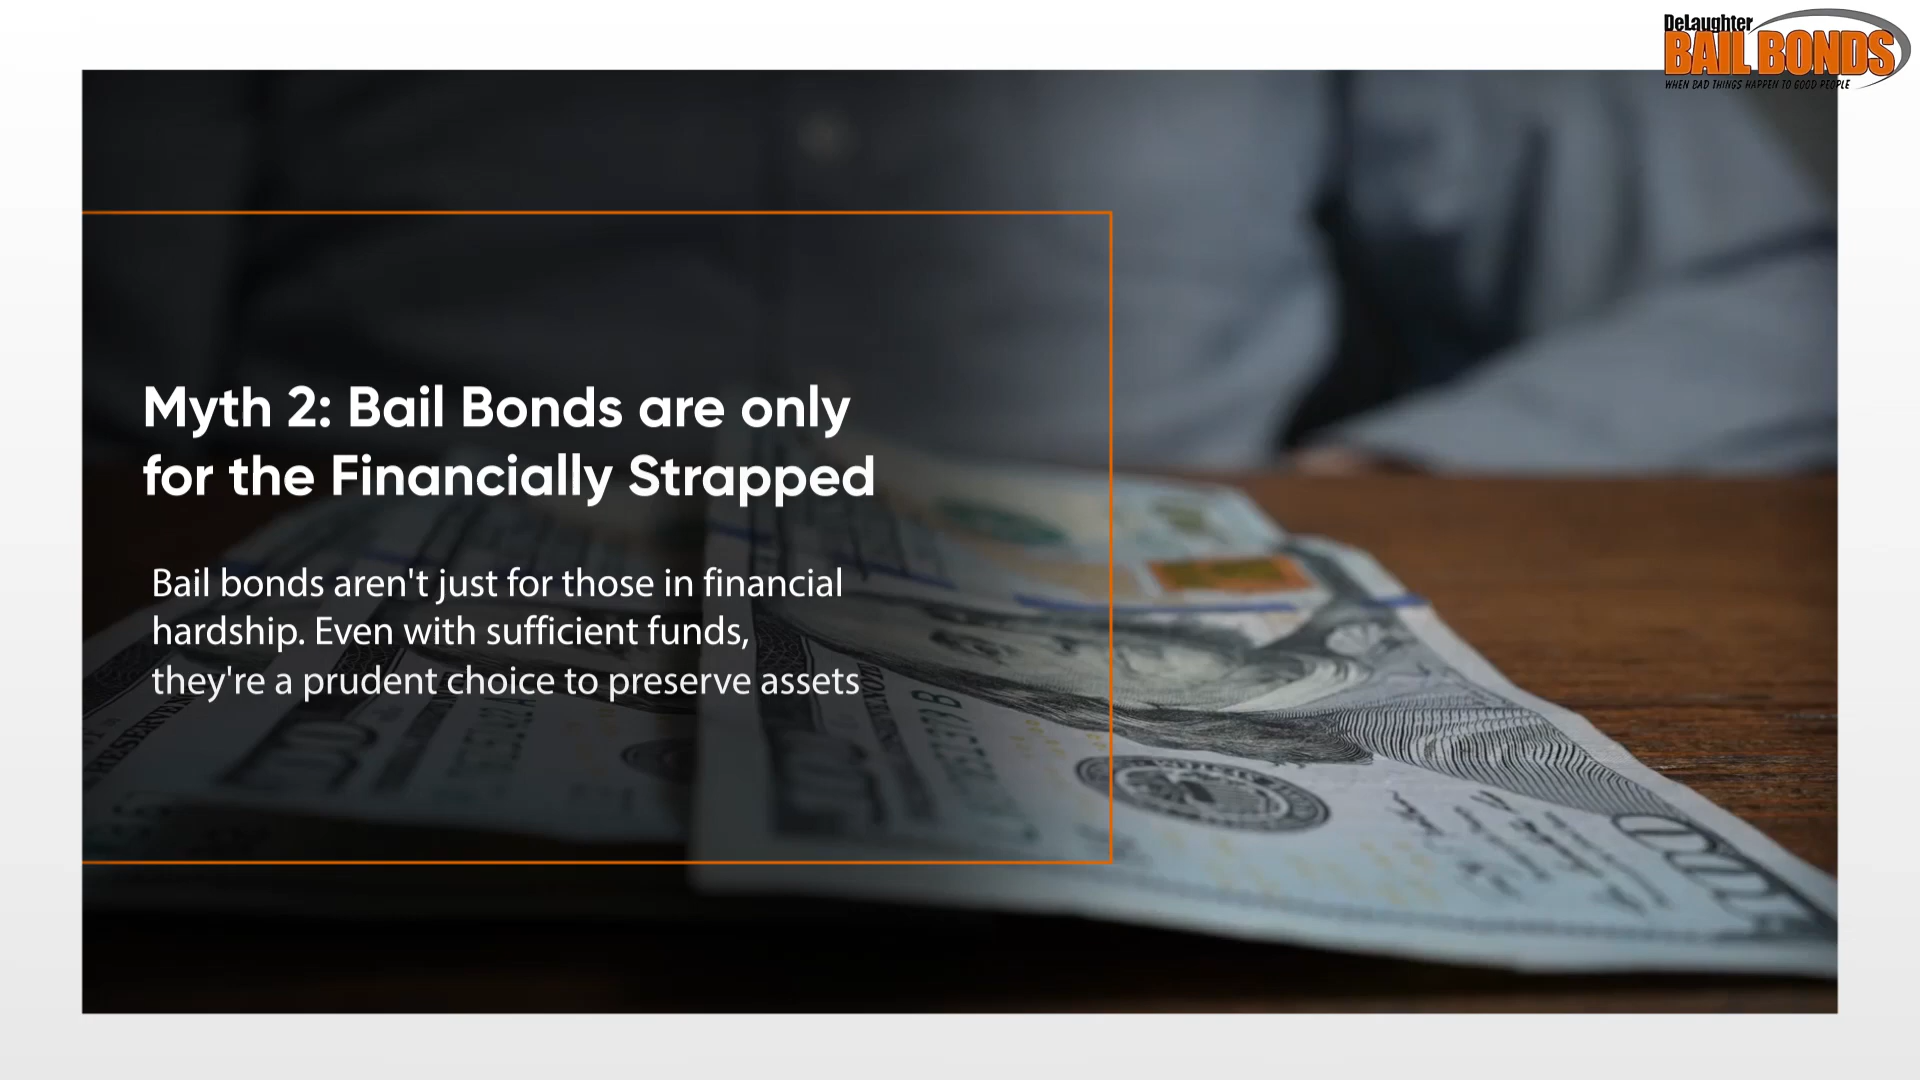 DeLaughter
BAIL BONDS
WHEN BAD THINGS HAPPEN TO GOOD PEOPLE
Myth 2: Bail Bonds are only
for the Financially Strapped
Bail bonds aren't just for those in financial
hardship. Even with sufficient funds,
they're a prudent choice to preserve assets
100